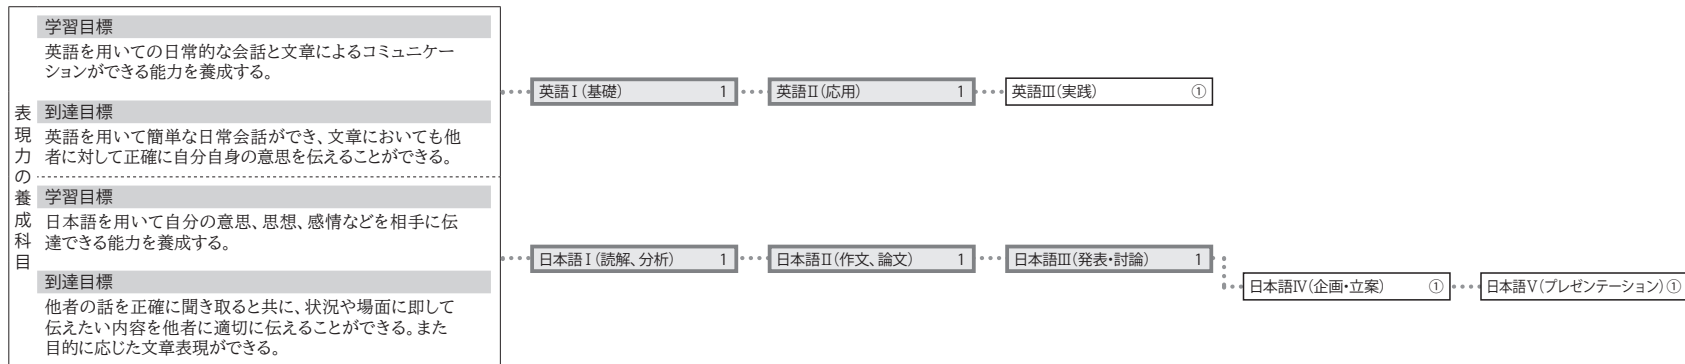 表現力の養成科目
学習目標
英語を用いての日常的な会話と文章によるコミュニケー
ションができる能力を養成する。
到達目標
英語を用いて簡単な日常会話ができ、文章においても他
者に対して正確に自分自身の意思を伝えることができる。
英語Ⅰ(基礎) 1
英語Ⅱ(応用) 1
英語Ⅲ(実践) ①
学習目標
日本語を用いて自分の意思、思想、感情などを相手に伝
達できる能力を養成する。
到達目標
他者の話を正確に聞き取ると共に、状況や場面に即して
伝えたい内容を他者に適切に伝えることができる。また
目的に応じた文章表現ができる。
日本語Ⅰ(読解、分析) 1
日本語Ⅱ(作文、論文) 1
日本語Ⅲ(発表・討論) 1
日本語Ⅳ(企画・立案) ①
日本語Ⅴ(プレゼンテーション) ①